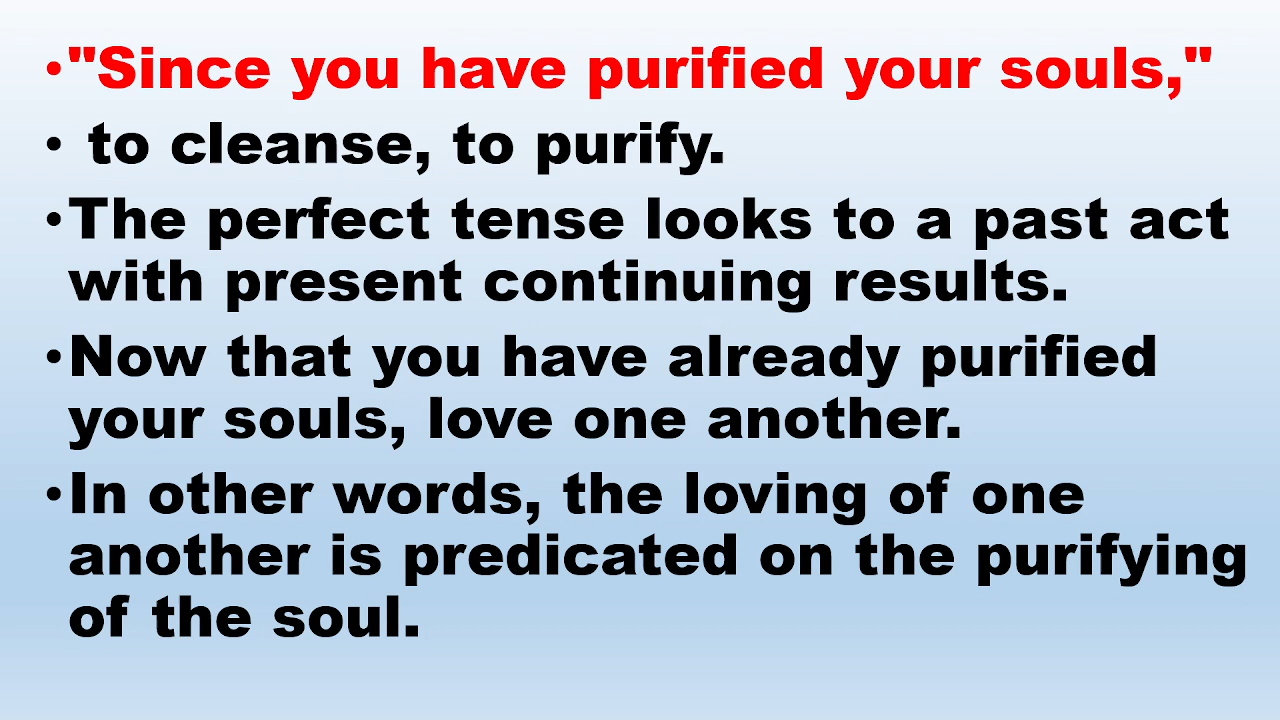 •"Since you have purified your souls,"
• to cleanse, to purify.
•The perfect tense looks to a past act
with present continuing results.
•Now that you have already purified
your souls, love one another.
•In other words, the loving of one
another is predicated on the purifying
of the soul.